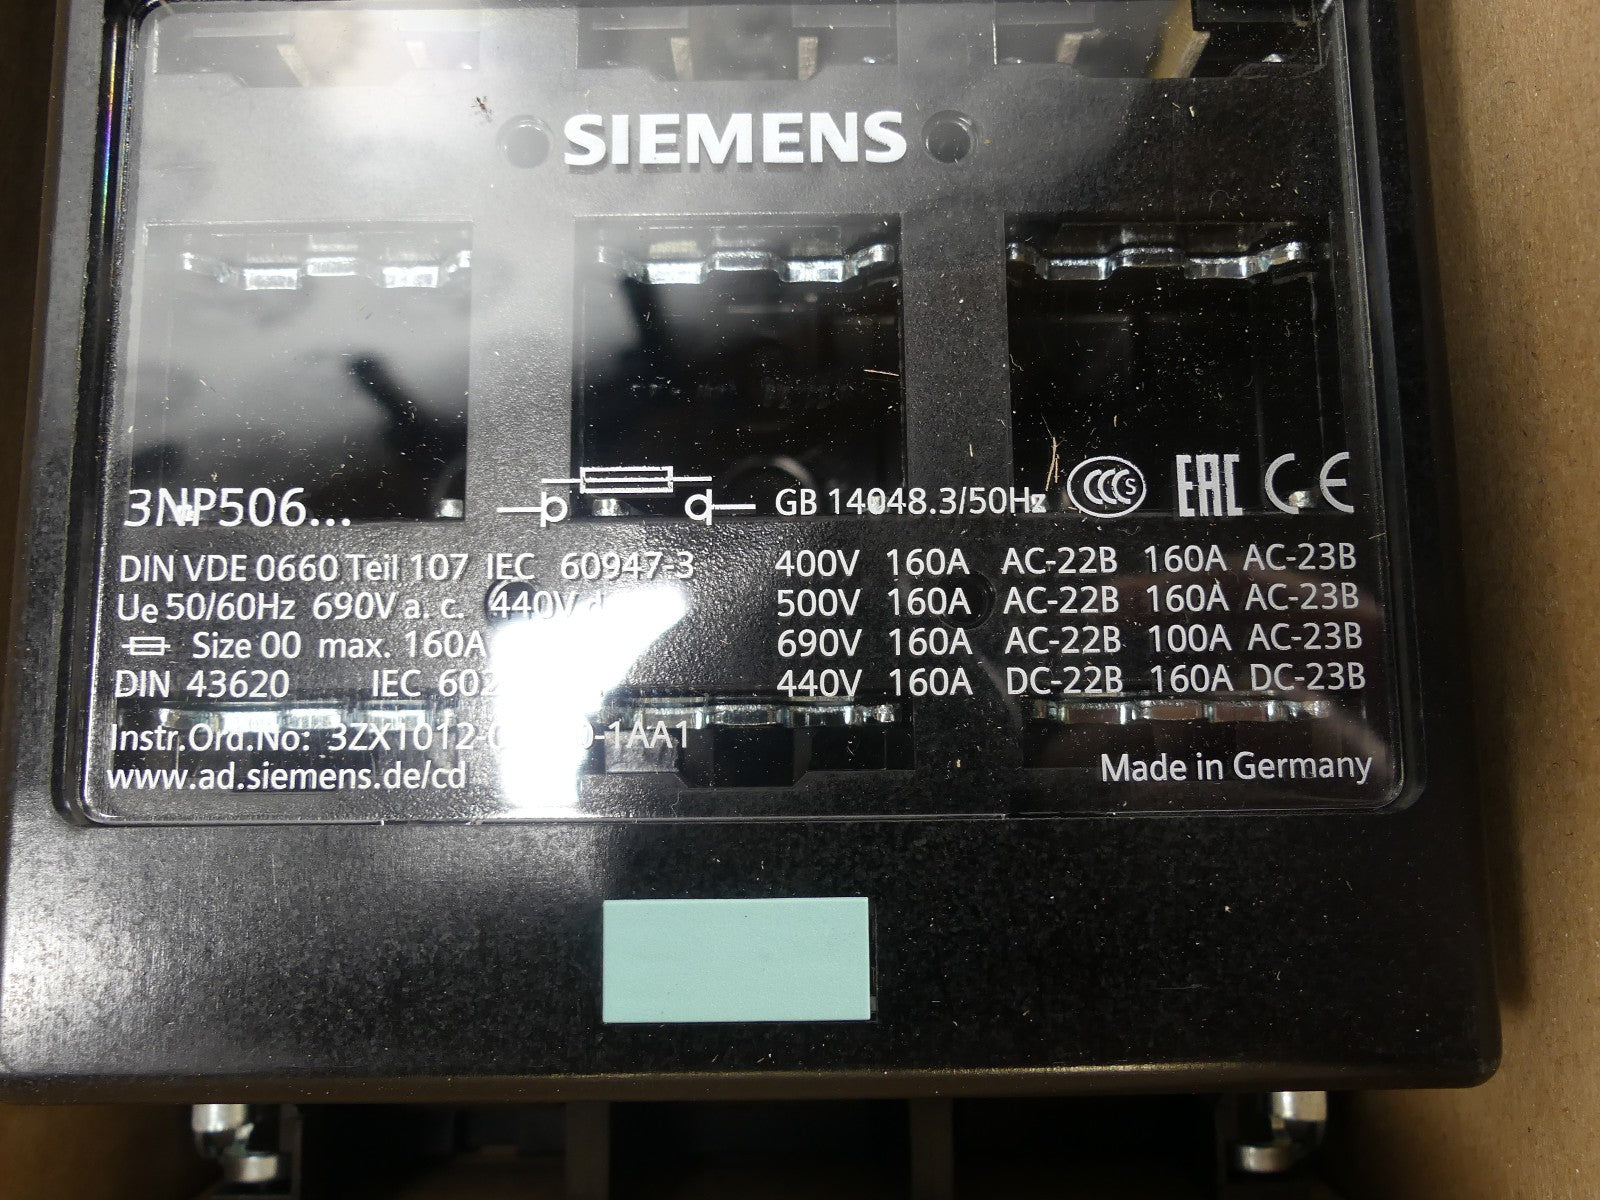 SIEMENS
3NP506...
GB 14048.3/50Hz CCC S EAC CE
DIN VDE 0660 Teil 107 IEC 60947-3
Ue 50/60Hz 690V a. c. 440V
Size 00 max. 160A
DIN 43620 IEC
Instr.Ord.No:
www.ad.siemens.de/cd
400V 160A AC-22B 160A AC-23B
500V 160A AC-22B 160A AC-23B
690V 160A AC-22B 100A AC-23B
440V 160A DC-22B 160A DC-23B
Made in Germany